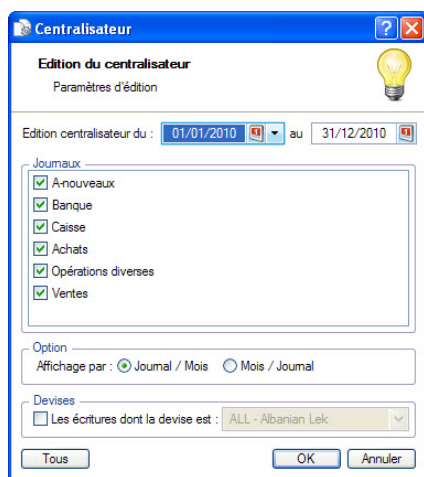 Centralisateur
Edition du centralisateur
Paramètres d'édition
Edition centralisateur du : 01/01/2010 au 31/12/2010
Journaux
A-nouveaux
Banque
Caisse
Achats
Opérations diverses
Ventes
Option
Affichage par : Journal / Mois Mois / Journal
Devises
Les écritures dont la devise est : ALL - Albanian Lek
Tous OK Annuler